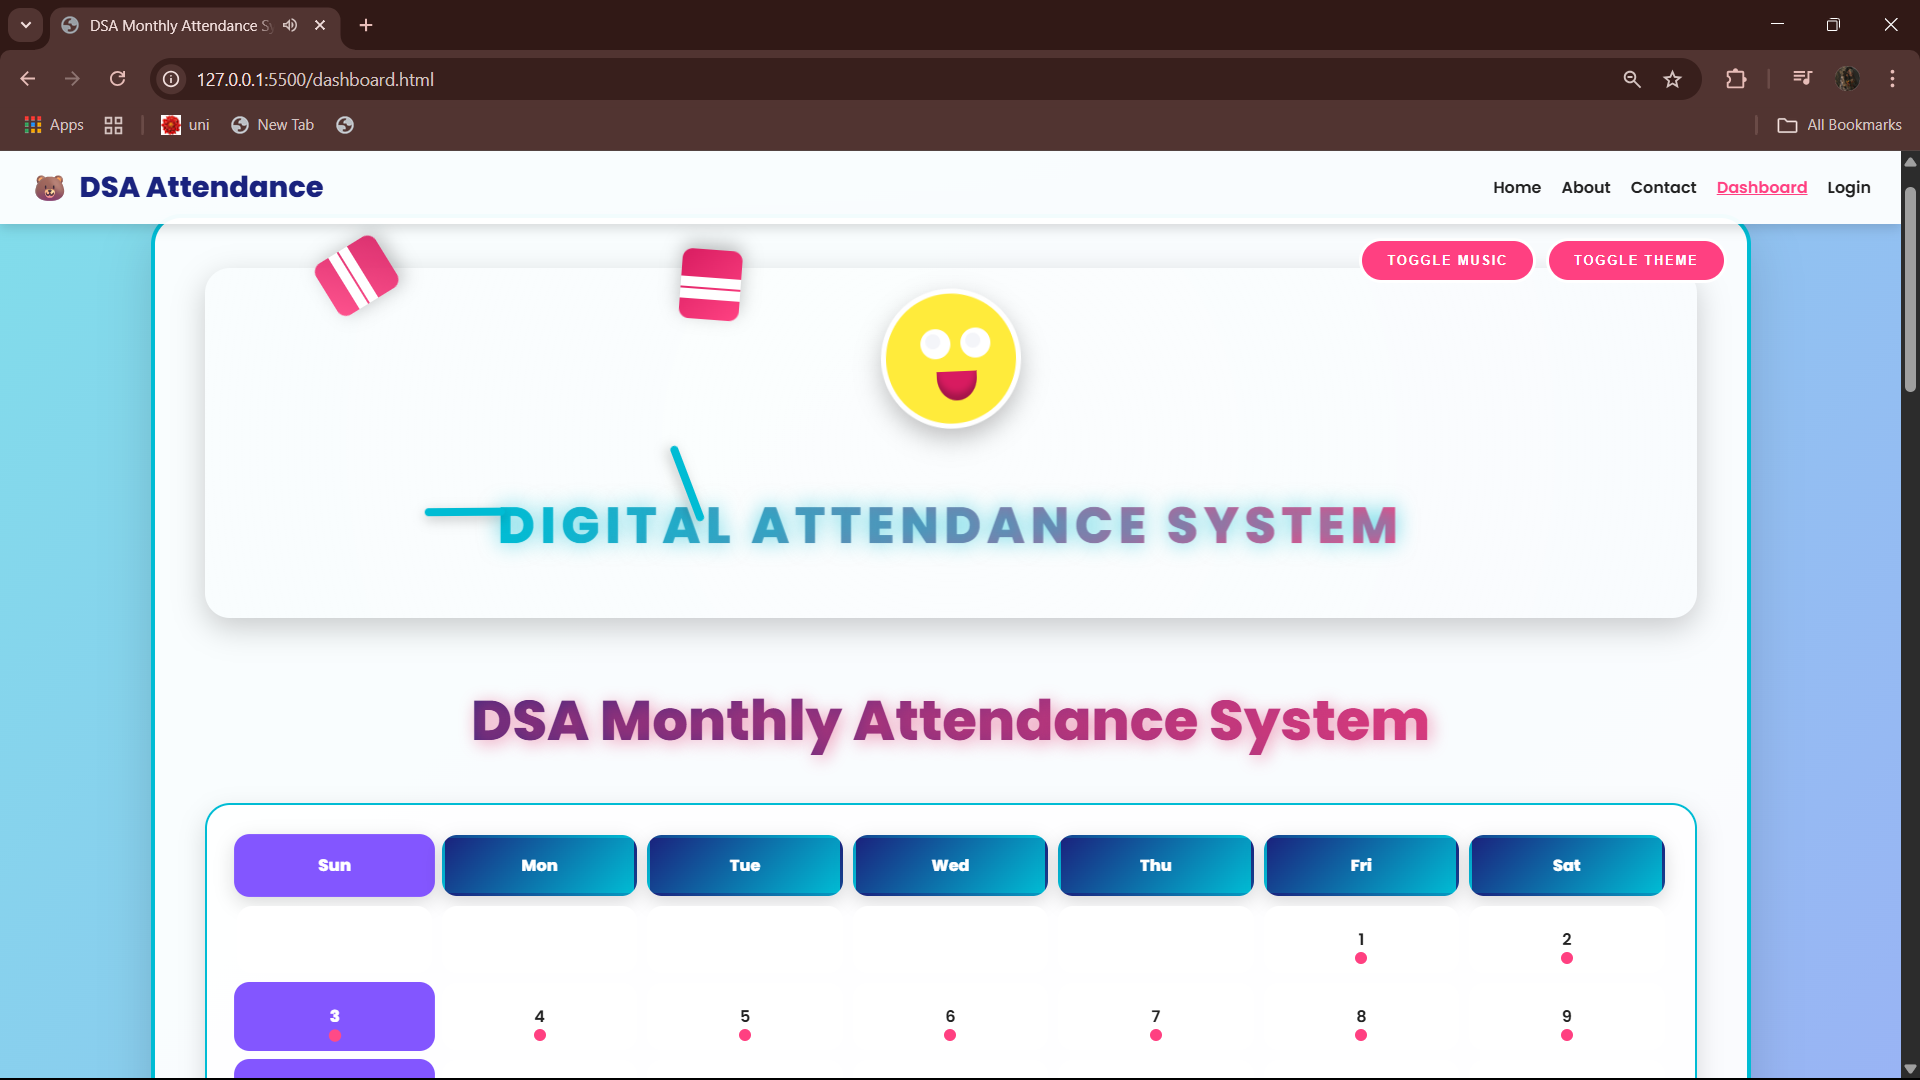 DSA Monthly Attendance Sy
127.0.0.1:5500/dashboard.html
Apps uni New Tab All Bookmarks
DSA Attendance Home About Contact Dashboard Login
TOGGLE MUSIC TOGGLE THEME
DIGITAL ATTENDANCE SYSTEM
DSA Monthly Attendance System
Sun Mon Tue Wed Thu Fri Sat
1 2
3 4 5 6 7 8 9